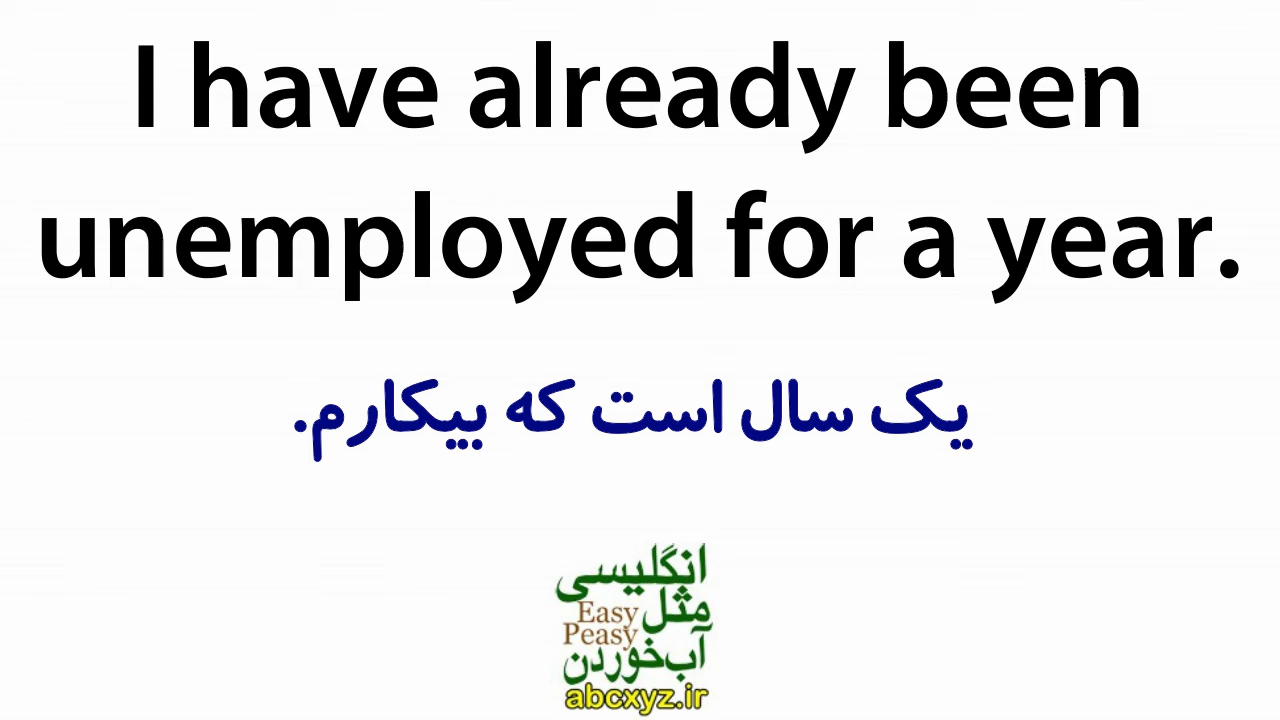 I have already been
unemployed for a year.
یک سال است که بیکارم.
انگلیسی
مثل
Easy
Peasy
آب‌خوردن
abcxyz.ir